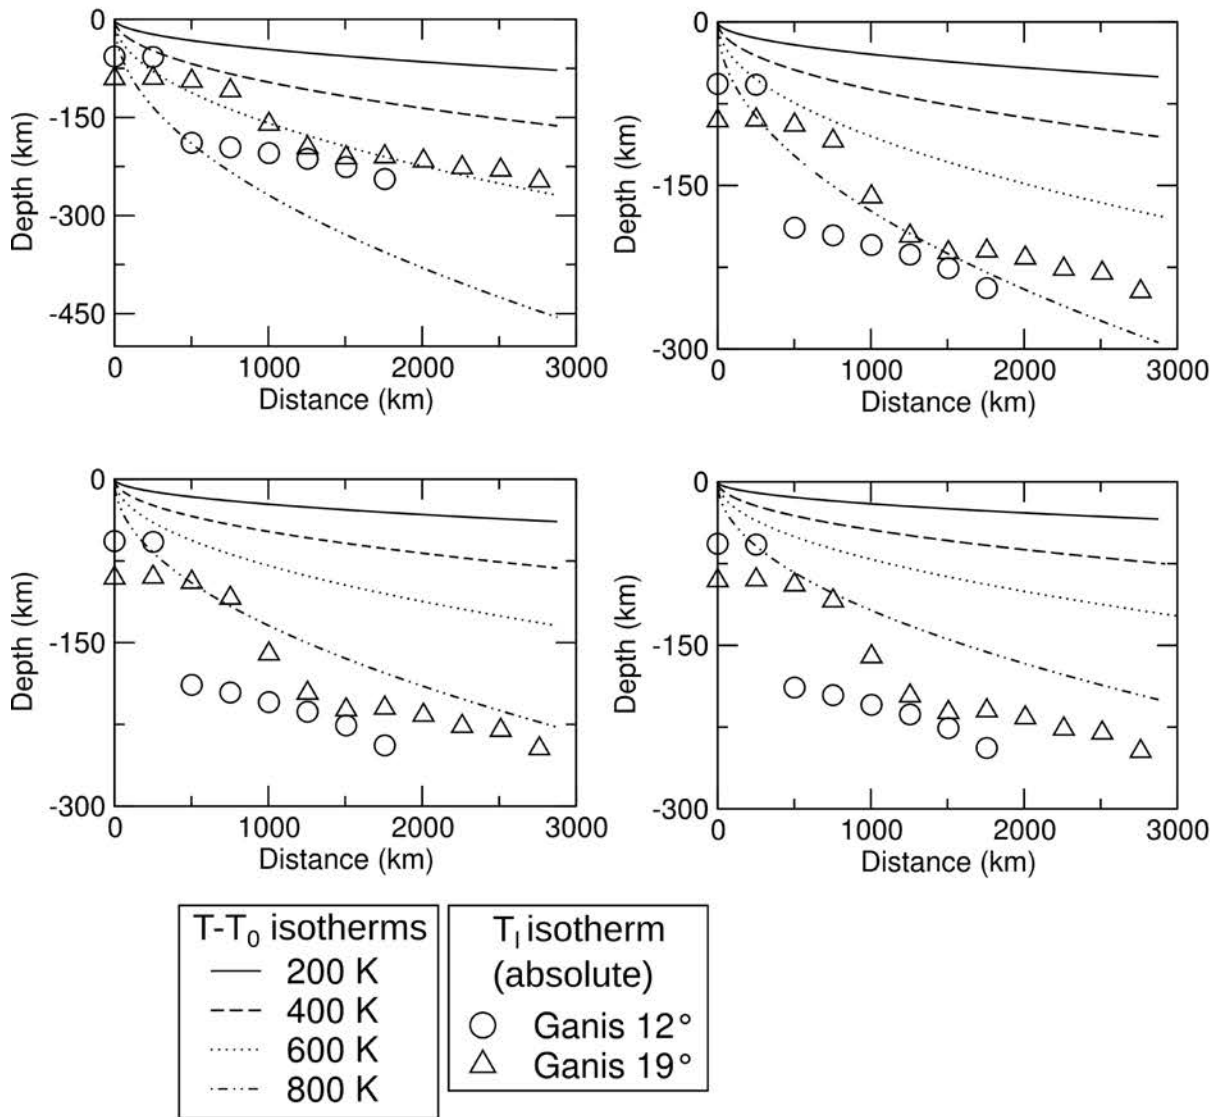 0
-150
-300
-450
Depth (km)
0 1000 2000 3000
Distance (km)
0
-150
-300
Depth (km)
0 1000 2000 3000
Distance (km)
0
-150
-300
Depth (km)
0 1000 2000 3000
Distance (km)
0
-150
-300
Depth (km)
0 1000 2000 3000
Distance (km)
T-T₀ isotherms
200 K
400 K
600 K
800 K
Tₗ isotherm
(absolute)
Ganis 12°
Ganis 19°